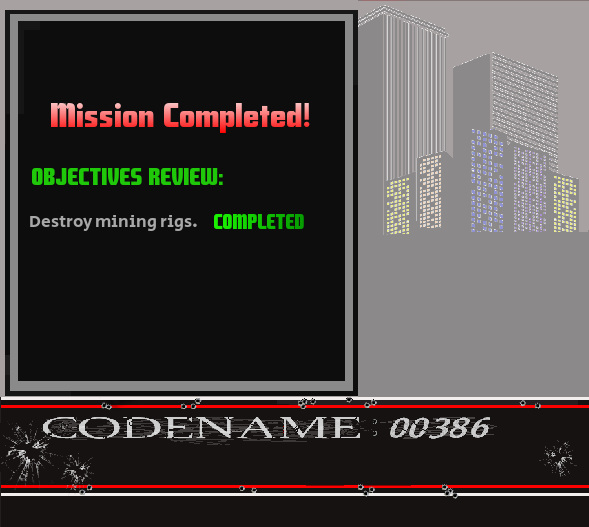 Mission Completed!
OBJECTIVES REVIEW:
Destroy mining rigs. COMPLETED
CODENAME : 00386